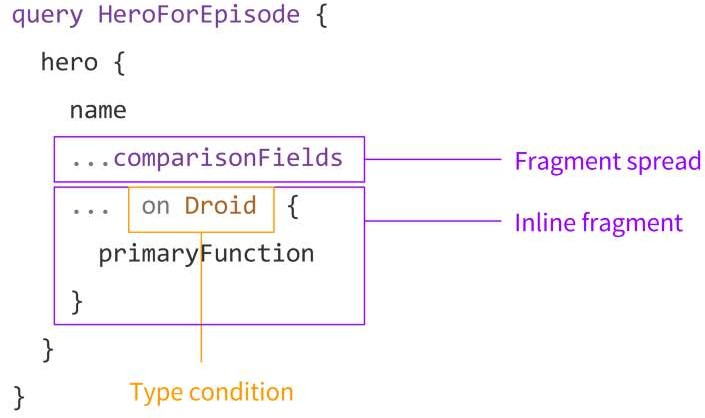 query HeroForEpisode {
hero {
name
...comparisonFields
Fragment spread
... on Droid {
Inline fragment
primaryFunction
}
}
Type condition
}